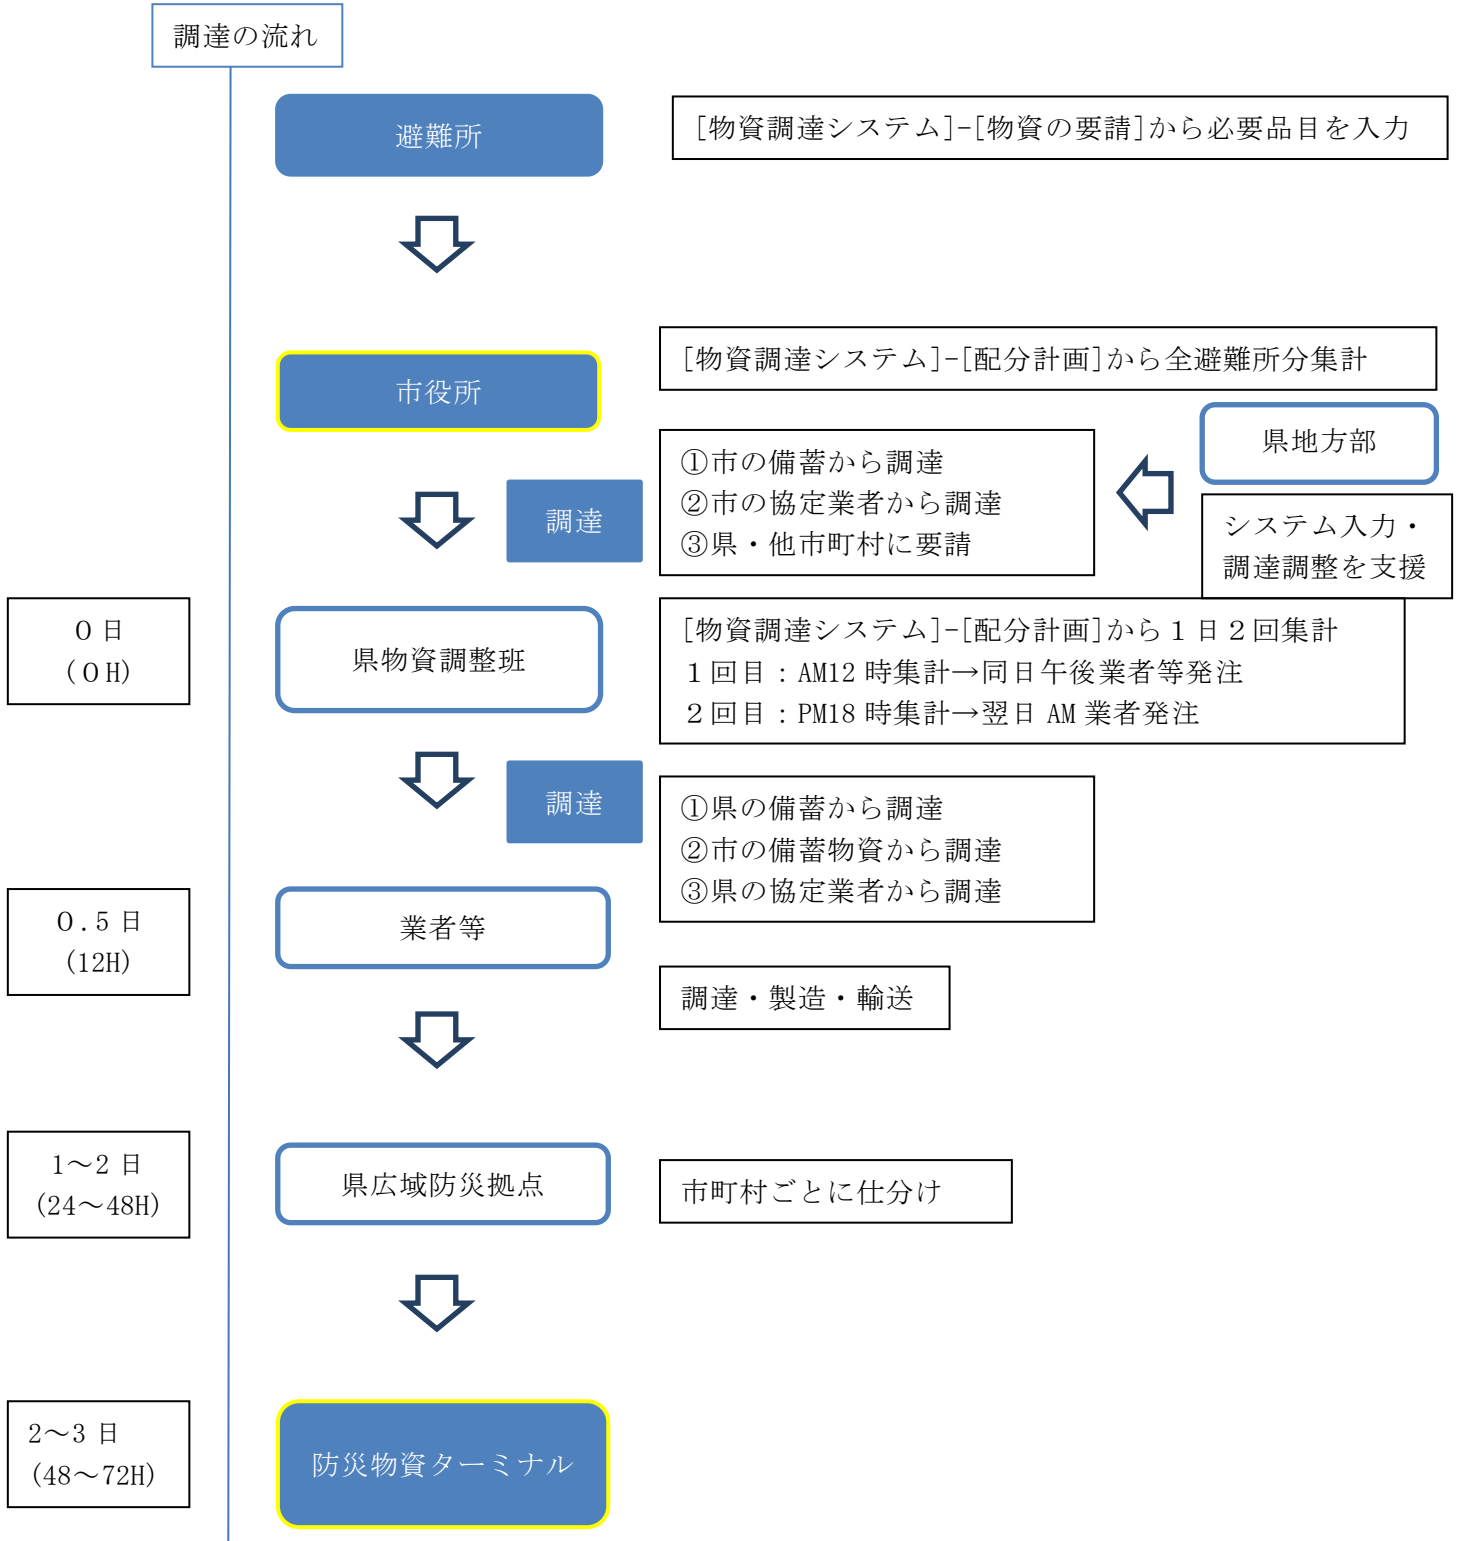 調達の流れ
避難所
[物資調達システム]-[物資の要請]から必要品目を入力
市役所
[物資調達システム]-[配分計画]から全避難所分集計
県地方部
調達
①市の備蓄から調達
②市の協定業者から調達
③県・他市町村に要請
システム入力・
調達調整を支援
0日
(0H)
県物資調整班
[物資調達システム]-[配分計画]から１日２回集計
１回目：AM12時集計→同日午後業者等発注
２回目：PM18時集計→翌日AM業者発注
調達
①県の備蓄から調達
②市の備蓄物資から調達
③県の協定業者から調達
0.5日
(12H)
業者等
調達・製造・輸送
1～2日
(24～48H)
県広域防災拠点
市町村ごとに仕分け
2～3日
(48～72H)
防災物資ターミナル